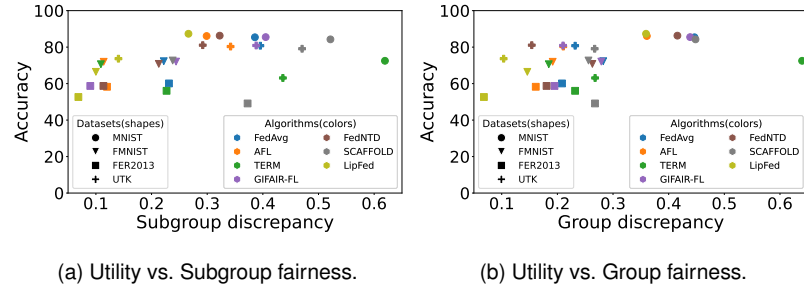 100
80
60
40
20
0
Accuracy
Datasets(shapes)
MNIST
FMNIST
FER2013
UTK
Algorithms(colors)
FedAvg
AFL
TERM
GIFAIR-FL
FedNTD
SCAFFOLD
LipFed
0.1 0.2 0.3 0.4 0.5 0.6
Subgroup discrepancy
(a) Utility vs. Subgroup fairness.
100
80
60
40
20
0
Accuracy
Datasets(shapes)
MNIST
FMNIST
FER2013
UTK
Algorithms(colors)
FedAvg
AFL
TERM
GIFAIR-FL
FedNTD
SCAFFOLD
LipFed
0.1 0.2 0.3 0.4 0.5 0.6
Group discrepancy
(b) Utility vs. Group fairness.